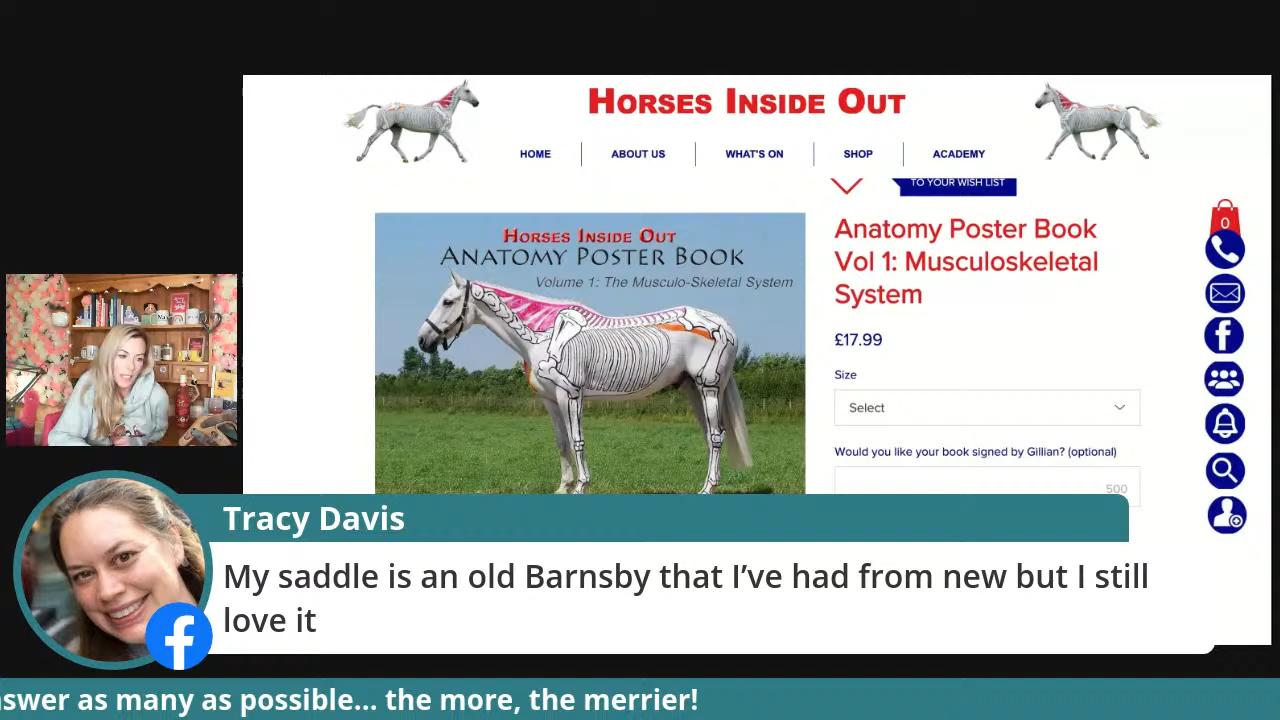 HORSES INSIDE OUT
HOME
ABOUT US
WHAT'S ON
SHOP
ACADEMY
TO YOUR WISH LIST
0
HORSES INSIDE OUT
ANATOMY POSTER BOOK
Volume 1: The Musculo-Skeletal System
Anatomy Poster Book
Vol 1: Musculoskeletal
System
£17.99
Size
Select
Would you like your book signed by Gillian? (optional)
500
Tracy Davis
My saddle is an old Barnsby that I’ve had from new but I still
love it
as many as possible... the more, the merrier!